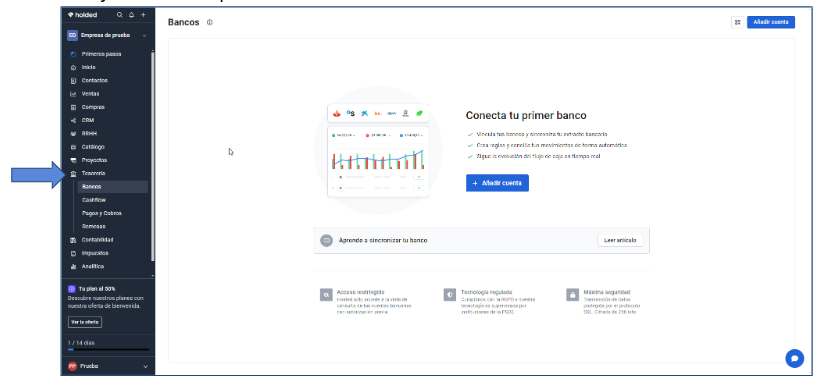 holded
Bancos
Añadir cuenta
ED Empresa de prueba
Primeros pasos
Inicio
Contactos
Ventas
Compras
CRM
RRHH
Catálogo
Proyectos
Tesorería
Bancos
Cashflow
Pagos y Cobros
Remesas
Contabilidad
Impuestos
Analítica
Tu plan al 50%
Descubre nuestros planes con
nuestra oferta de bienvenida.
Ver la oferta
1 / 14 días
PP Prueba
Conecta tu primer banco
Vincula tus bancos y sincroniza tu extracto bancario
Crea reglas y concilia tus movimientos de forma automática
Sigue la evolución del flujo de caja en tiempo real
+ Añadir cuenta
Aprende a sincronizar tu banco
Leer artículo
Acceso restringido
Holded sólo accede a la vista de
consulta de tus cuentas bancarias
con autorización previa
Tecnología regulada
Cumplimos con la RGPD y nuestra
tecnología es supervisada por
instituciones de la PSD2.
Máxima seguridad
Transmisión de datos
protegida por el protocolo
SSL. Cifrado de 256 bits